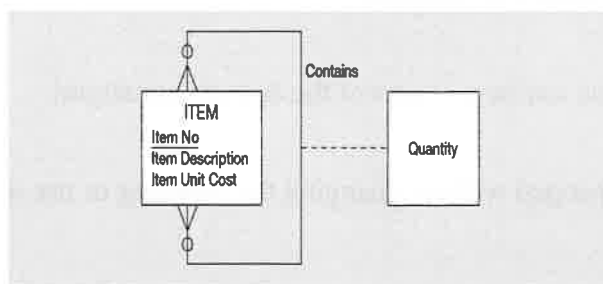 Contains
ITEM
Item No
Item Description
Item Unit Cost
Quantity